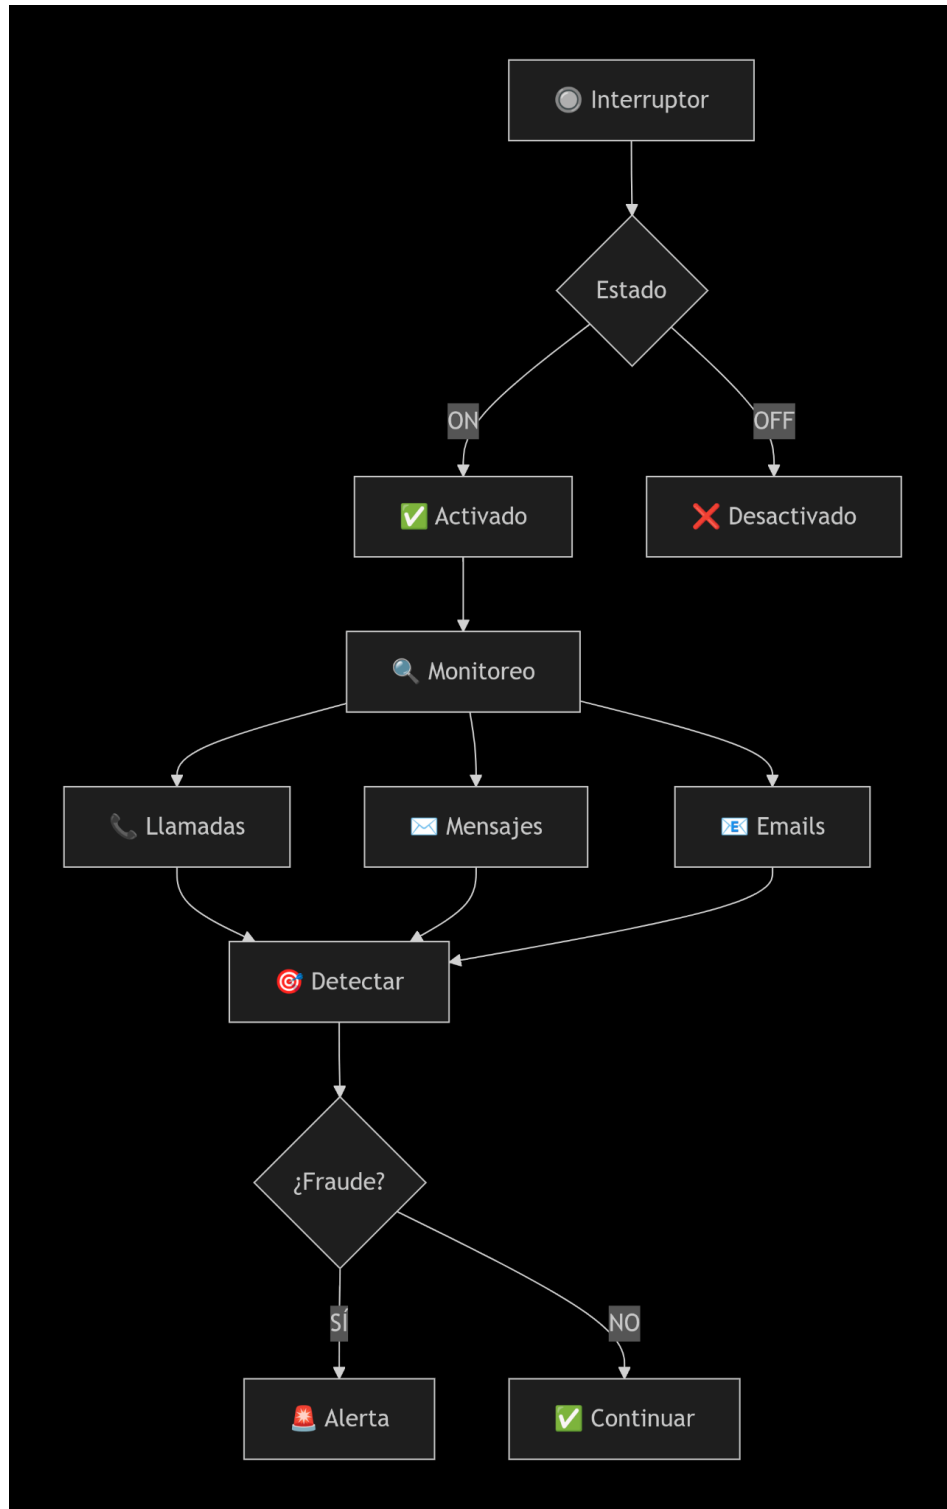 🔘 Interruptor
Estado
ON
OFF
✅ Activado
❌ Desactivado
🔍 Monitoreo
📞 Llamadas
✉️ Mensajes
📧 Emails
🎯 Detectar
¿Fraude?
SÍ
NO
🚨 Alerta
✅ Continuar